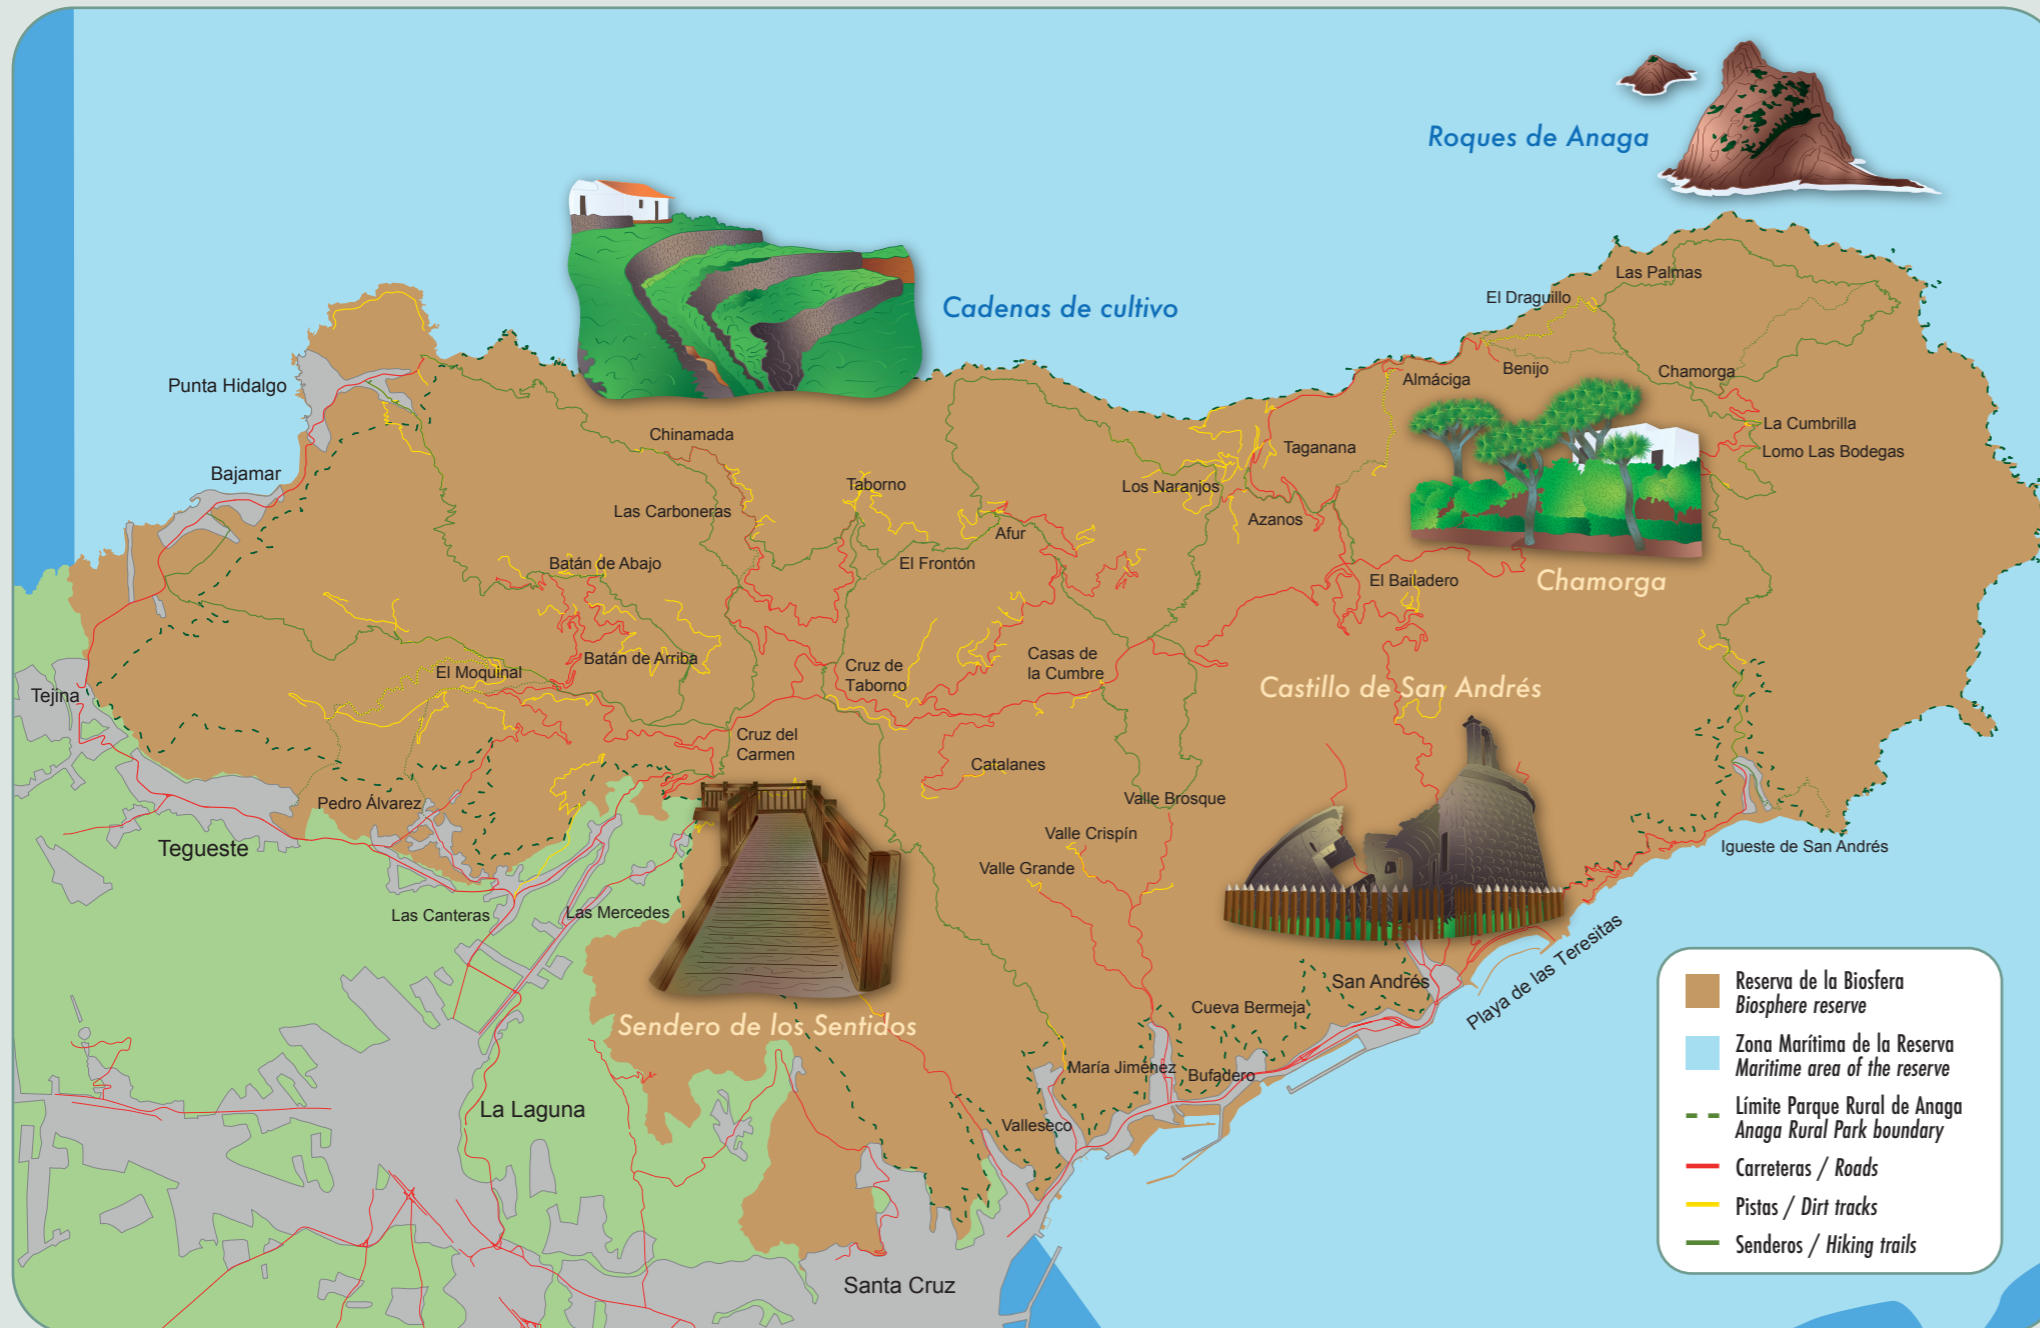 Roques de Anaga
Cadenas de cultivo
Las Palmas
El Draguillo
Benijo
Chamorga
Almáciga
Punta Hidalgo
La Cumbrilla
Lomo Las Bodegas
Chinamada
Taganana
Bajamar
Taborno
Los Naranjos
Las Carboneras
Azanos
Afur
Batán de Abajo
El Frontón
El Bailadero
Chamorga
Batán de Arriba
El Moquinal
Cruz de
Taborno
Casas de
la Cumbre
Castillo de San Andrés
Tejina
Cruz del
Carmen
Catalanes
Pedro Álvarez
Valle Brosque
Valle Crispín
Tegueste
Igueste de San Andrés
Valle Grande
Las Canteras
Las Mercedes
Playa de las Teresitas
San Andrés
Cueva Bermeja
Sendero de los Sentidos
María Jiménez
Bufadero
La Laguna
Valleseco
Santa Cruz
Reserva de la Biosfera
Biosphere reserve
Zona Marítima de la Reserva
Maritime area of the reserve
Límite Parque Rural de Anaga
Anaga Rural Park boundary
Carreteras / Roads
Pistas / Dirt tracks
Senderos / Hiking trails